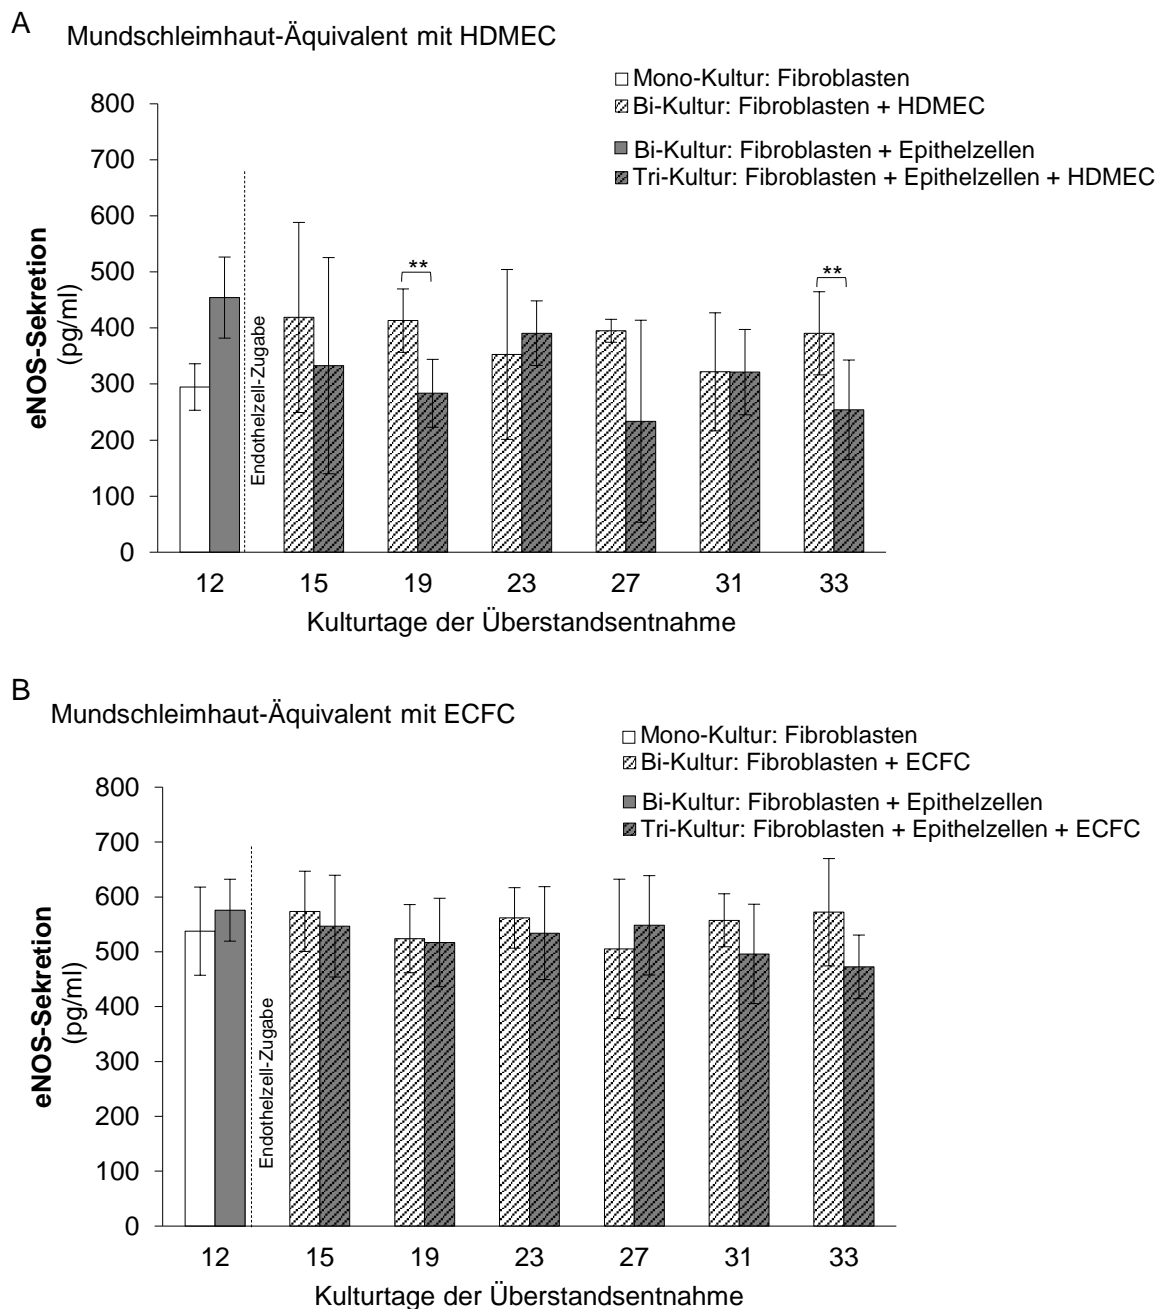 A
Mundschleimhaut-Äquivalent mit HDMEC
Mono-Kultur: Fibroblasten
Bi-Kultur: Fibroblasten + HDMEC
Bi-Kultur: Fibroblasten + Epithelzellen
Tri-Kultur: Fibroblasten + Epithelzellen + HDMEC
eNOS-Sekretion
(pg/ml)
800
700
600
500
400
300
200
100
0
Endothelzell-Zugabe
**
**
12 15 19 23 27 31 33
Kulturtage der Überstandsentnahme
B
Mundschleimhaut-Äquivalent mit ECFC
Mono-Kultur: Fibroblasten
Bi-Kultur: Fibroblasten + ECFC
Bi-Kultur: Fibroblasten + Epithelzellen
Tri-Kultur: Fibroblasten + Epithelzellen + ECFC
eNOS-Sekretion
(pg/ml)
800
700
600
500
400
300
200
100
0
Endothelzell-Zugabe
12 15 19 23 27 31 33
Kulturtage der Überstandsentnahme